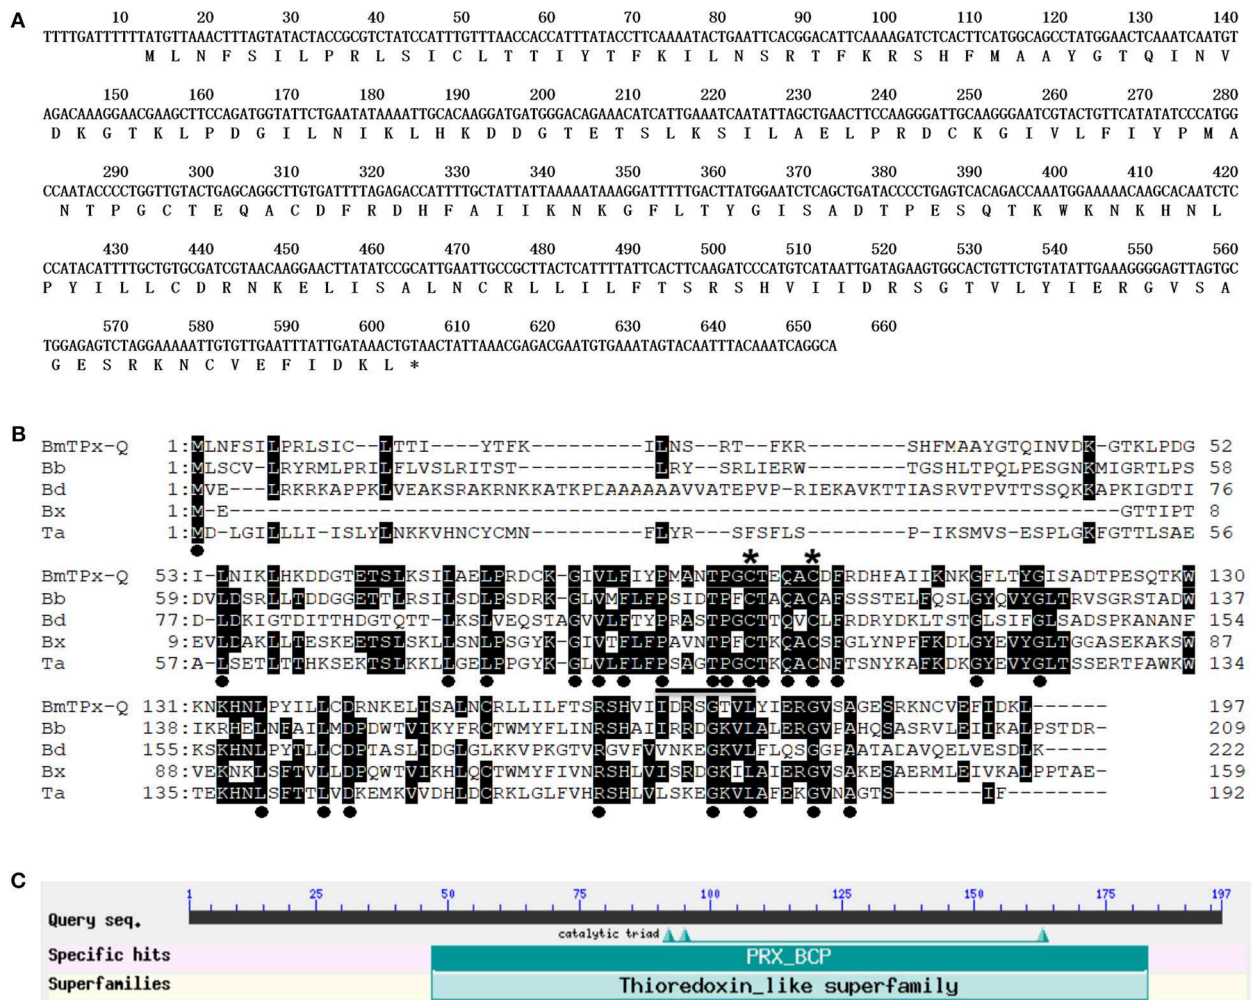 A
10 20 30 40 50 60 70 80 90 100 110 120 130 140
TTTTGATTTTTTATGTTAAACTTTAGTATACTACCGCGTCTATCCATTTGTTTAACCACCATTTATACCTTCAAAATACTGAATTCACGGACATTCAAAAGATCTCACTTCATGGCAGCCTATGGAACTCAAATCAATGT
M L N F S I L P R L S I C L T T I Y T F K I L N S R T F K R S H F M A A Y G T Q I N V
150 160 170 180 190 200 210 220 230 240 250 260 270 280
AGACAAAGGAACGAAGCTTCCAGATGGTATTCTGAATATAAAATTGCACAAGGATGATGGGACAGAAACATCATTGAAATCAATATTAGCTGAACTTCCAAGGGATTGCAAGGGAATCGTACTGTTCATATATCCCATGG
D K G T K L P D G I L N I K L H K D D G T E T S L K S I L A E L P R D C K G I V L F I Y P M A
290 300 310 320 330 340 350 360 370 380 390 400 410 420
CCAATACCCCTGGTTGTACTGAGCAGGCTTGTGATTTTAGAGACCATTTTGCTATTATTAAAAATAAAGGATTTTTGACTTATGGAATCTCAGCTGATACCCCTGAGTCACAGACCAAATGGAAAAACAAGCACAATCTC
N T P G C T E Q A C D F R D H F A I I K N K G F L T Y G I S A D T P E S Q T K W K N K H N L
430 440 450 460 470 480 490 500 510 520 530 540 550 560
CCATACATTTTGCTGTGCGATCGTAACAAGGAACTTATATCCGCATTGAATTGCCGCTTACTCATTTTATTCACTTCAAGATCCCATGTCATAATTGATAGAAGTGGCACTGTTCTGTATATTGAAAGGGGAGTTAGTGC
P Y I L L C D R N K E L I S A L N C R L L I L F T S R S H V I I D R S G T V L Y I E R G V S A
570 580 590 600 610 620 630 640 650 660
TGGAGAGTCTAGGAAAAATTGTGTTGAATTTATTGATAAACTGTAACTATTAAACGAGACGAATGTGAAATAGTACAATTTACAAATCAGGCA
G E S R K N C V E F I D K L *
B
BmTPx-Q 1:MLNFSILPRLSIC--LTTI----YTFK---------ILNS--RT--FKR--------SHFMAAYGTQINVDK-GTKLPDG 52
Bb 1:MLSCV-LRYRMLPRILFLVSLRITST---------LRY--SRLIERW--------TGSHLTPQLPESGNKMIGRTLPS 58
Bd 1:MVE---LRKRKAPPKLVEAKSRAKRNKKATKPDAAAAAAVVATEPVP-RIEKAVKTTIASRVTPVTTSSQKKAPKIGDTI 76
Bx 1:M-E-----------------------------------------------------------------------GTTIPT 8
Ta 1:MD-LGILLLLI-ISLYLNKKVHNCYCMN-------FLYR---SFSFLS--------P-IKSMVS-ESPLGKFGTTLSAE 56
* *
BmTPx-Q 53:I-LNIKLHKDDGTETSLKSILAELPRDCK-GIVLFIYPMANTPGCTEQACDFRDHFAIIKNKGFLTYGISADTPESQTKW 130
Bb 59:DVLDSRLLTDDGGETTLRSILSDLPSDRK-GLVMFLFPSIDTPFCTAQACAFSSSTELFQSLGYQVYGLTRVSGRSTADW 137
Bd 77:D-LDKIGTDITTHDGTQTT-LKSLVEQSTAGVVLFTYPRASTPGCTTQVCLFRDRYDKLTSTGLSIFGLSADSPKANANF 154
Bx 9:EVLDAKLLTESKEETSLSKLLSNLPSGYK-GIVTFLFPAVNTPFCTKQACSFGLYNPFFKDLGYEVYGLTGGASEKAKSW 87
Ta 57:A-LSETLTTHKSEKTSLKKLLGELPPGYK-GLVLFLFPSAGTPGCTKQACNFTSNYKAFKDKGYEVYGLTSSERTPAWKW 134
BmTPx-Q 131:KNKHNLPYILLCDRNKELISALNCRLLILFTSRSHVIIDRSGTVLYIERGVSAGESRKNCVEFIDKL------ 197
Bb 138:IKRHELNFAILMDPDWTVIKYFRCTWMYFLINRSHAIIRRDGKVLALERGVPAHQSASRVLEIIKALPSTDR- 209
Bd 155:KSKHNLPYTLLCDPTASLIDGLGLKKVPKGTVRGVFVVNKEGKVLFLQSGGPAATADAVQELVESDLK----- 222
Bx 88:VEKNKLSFTVLLDPQWTVIKHLQCTWMYFIVNRSHLVISRDGKILAIERGVSAKESAERMLEIVKALPPTAE- 159
Ta 135:TEKHNLSFTTLVDKEMKVVDHLDCRKLGLFVHRSHLVLSKEGKVLAFEKGVNAGTS-------IF-------- 192
C
1 25 50 75 100 125 150 175 197
Query seq.
catalytic triad
Specific hits PRX_BCP
Superfamilies Thioredoxin_like superfamily